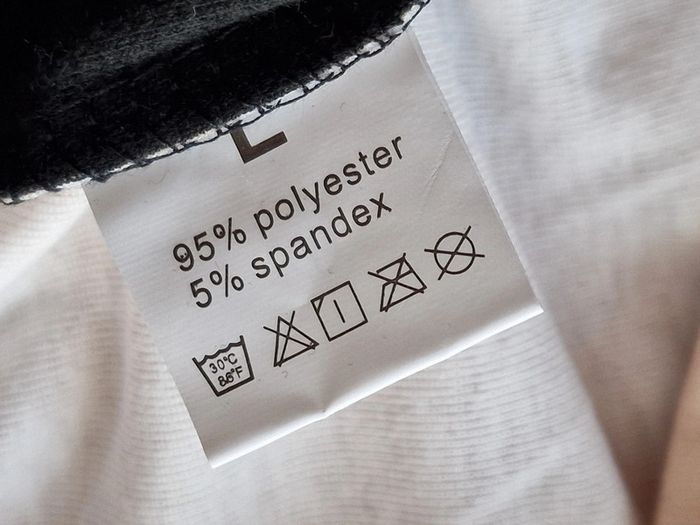 L
95% polyester
5% spandex
30°C
86°F